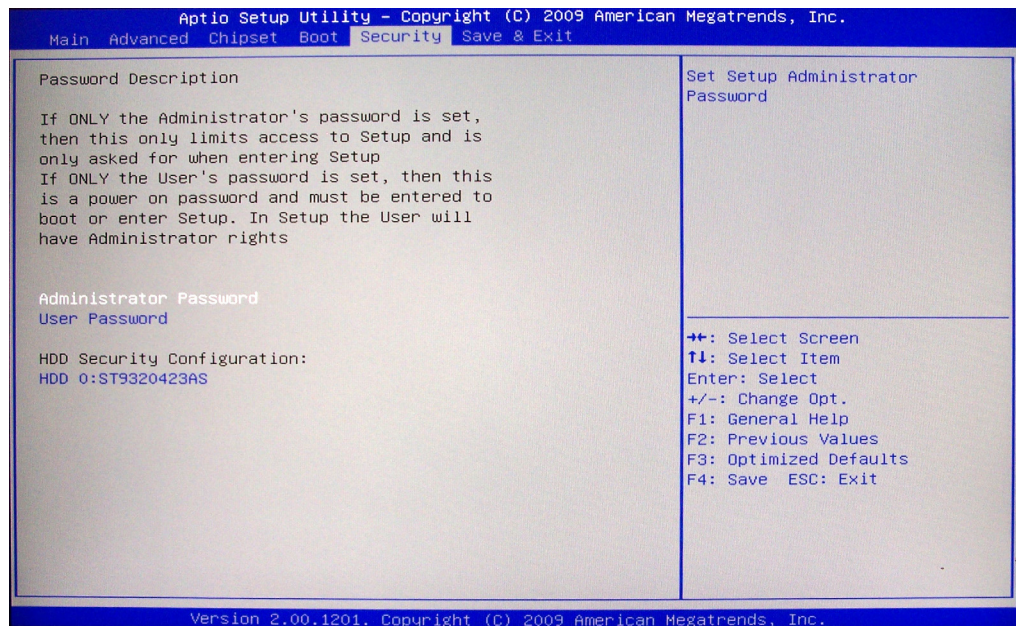 Aptio Setup Utility – Copyright (C) 2009 American Megatrends, Inc.
Main Advanced Chipset Boot Security Save & Exit
Password Description
If ONLY the Administrator's password is set,
then this only limits access to Setup and is
only asked for when entering Setup
If ONLY the User's password is set, then this
is a power on password and must be entered to
boot or enter Setup. In Setup the User will
have Administrator rights
Administrator Password
User Password
HDD Security Configuration:
HDD 0:ST9320423AS
Set Setup Administrator
Password
→←: Select Screen
↑↓: Select Item
Enter: Select
+/-: Change Opt.
F1: General Help
F2: Previous Values
F3: Optimized Defaults
F4: Save ESC: Exit
Version 2.00.1201. Copyright (C) 2009 American Megatrends, Inc.